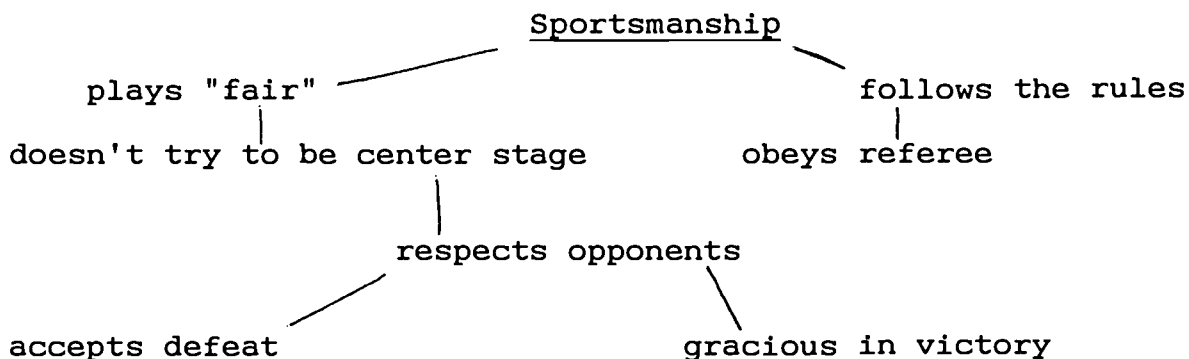 Sportsmanship
plays "fair" follows the rules
doesn't try to be center stage obeys referee
respects opponents
accepts defeat gracious in victory